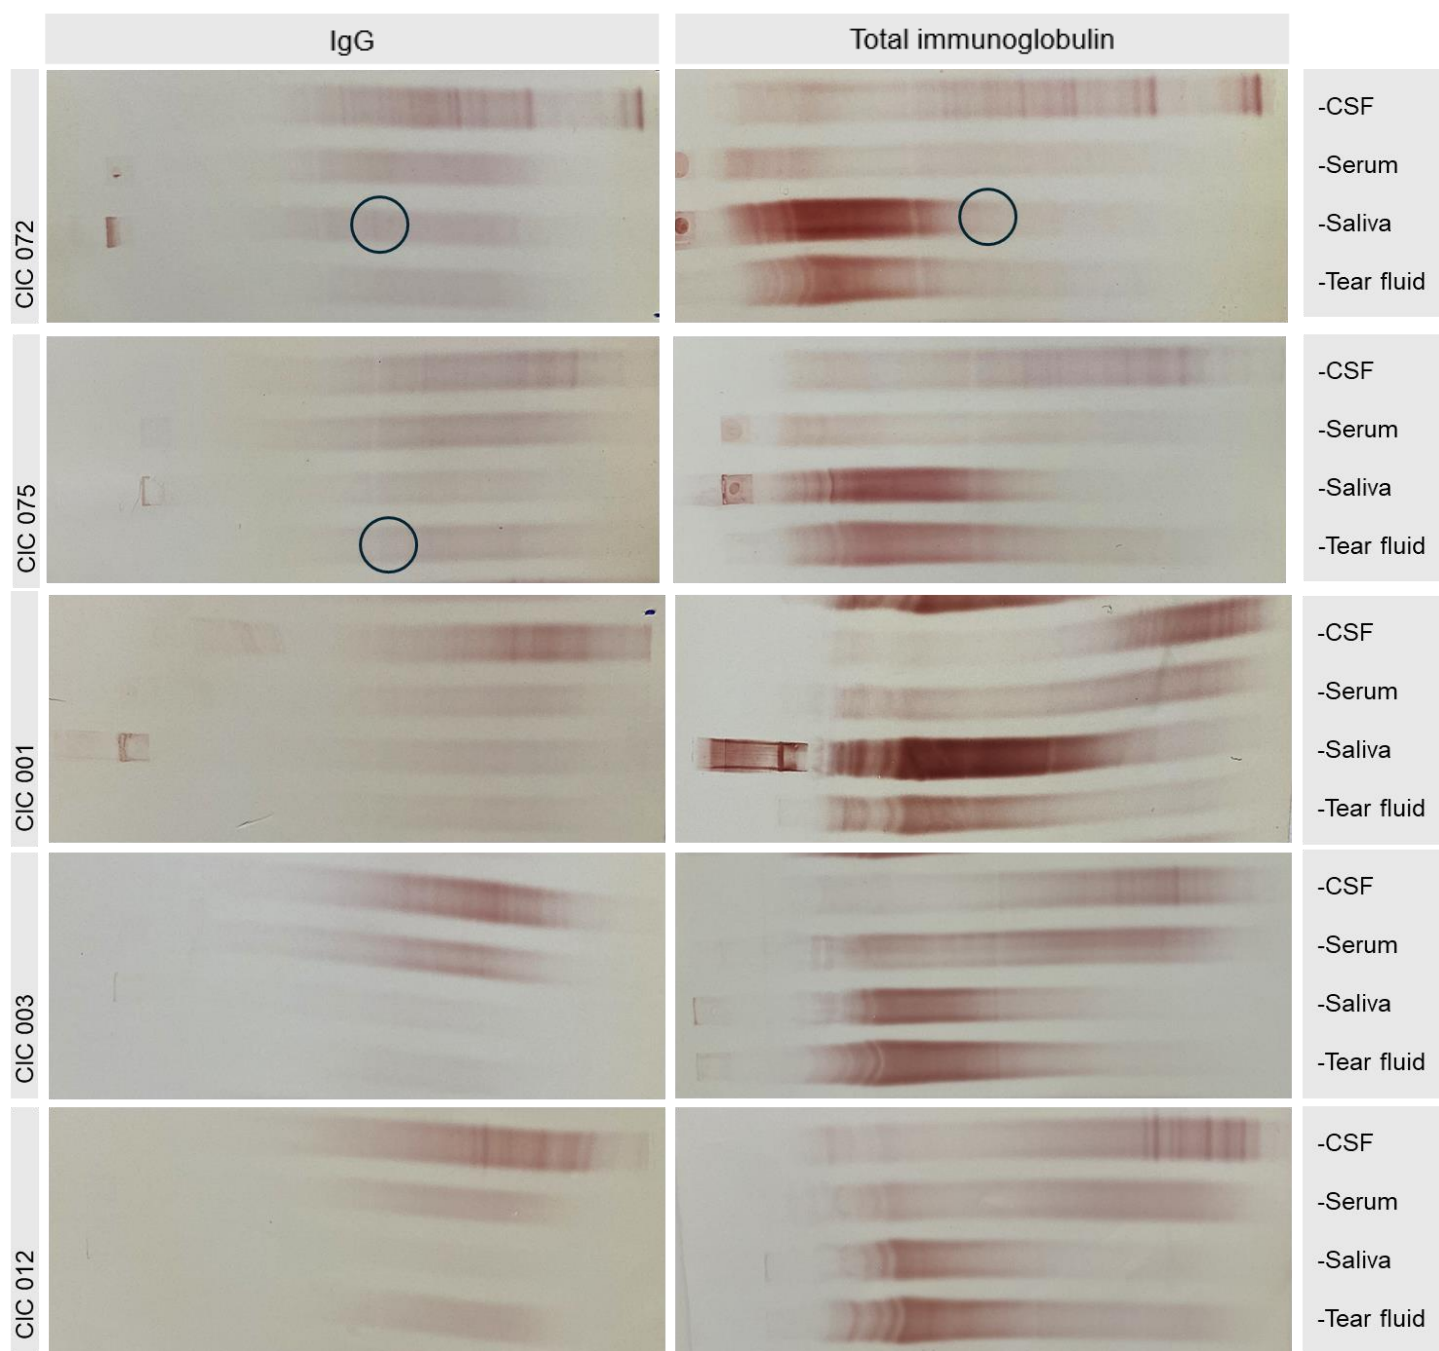 IgG
Total immunoglobulin
CIC 072
-CSF
-Serum
-Saliva
-Tear fluid
CIC 075
-CSF
-Serum
-Saliva
-Tear fluid
CIC 001
-CSF
-Serum
-Saliva
-Tear fluid
CIC 003
-CSF
-Serum
-Saliva
-Tear fluid
CIC 012
-CSF
-Serum
-Saliva
-Tear fluid